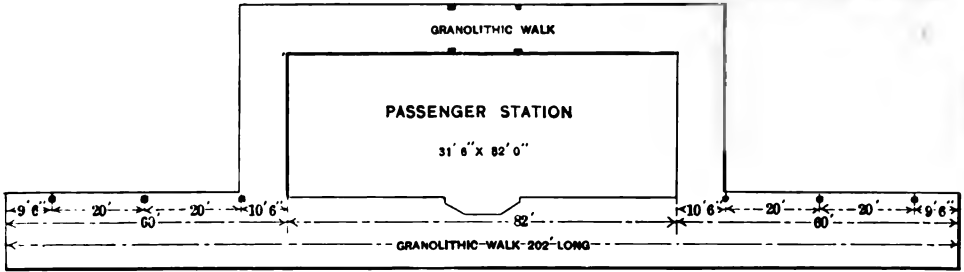 GRANOLITHIC WALK
PASSENGER STATION
31' 6" X 82' 0"
9' 6" 20' 20' 10' 6" 10' 6" 20' 20' 9' 6"
60' 82' 60'
GRANOLITHIC WALK 202' LONG